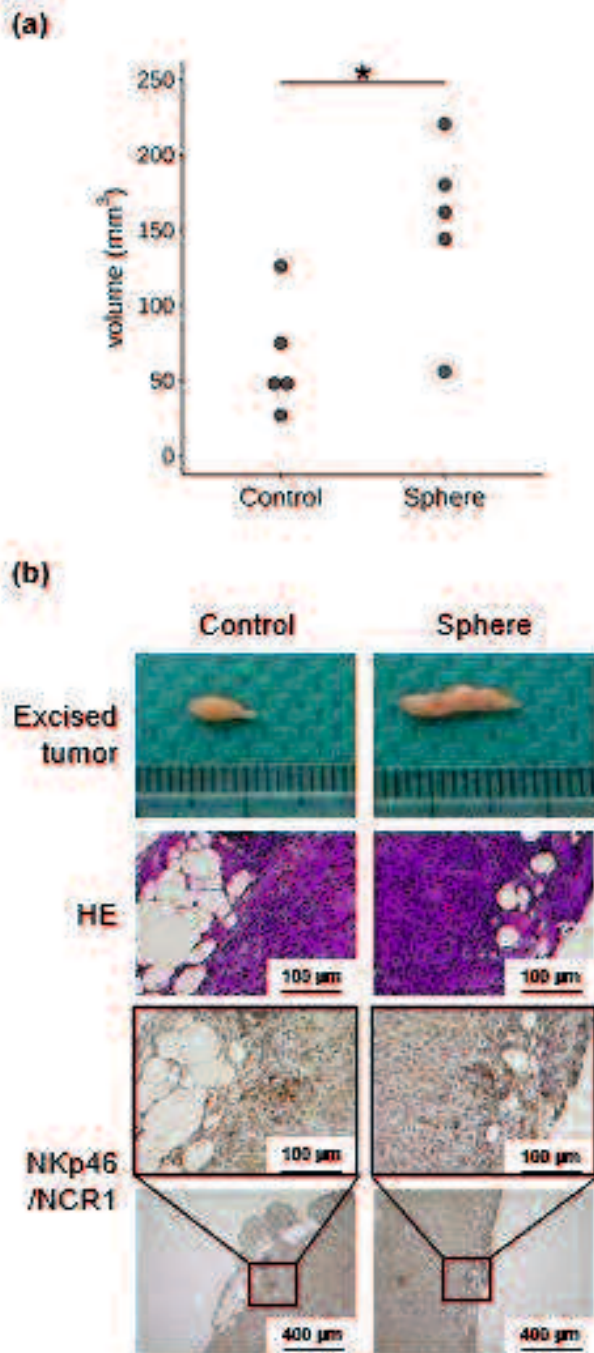 (a)
*
250
200
150
100
50
0
volume (mm³)
Control Sphere
(b)
Control Sphere
Excised
tumor
HE
100 µm 100 µm
NKp46
/NCR1
100 µm 100 µm
400 µm 400 µm